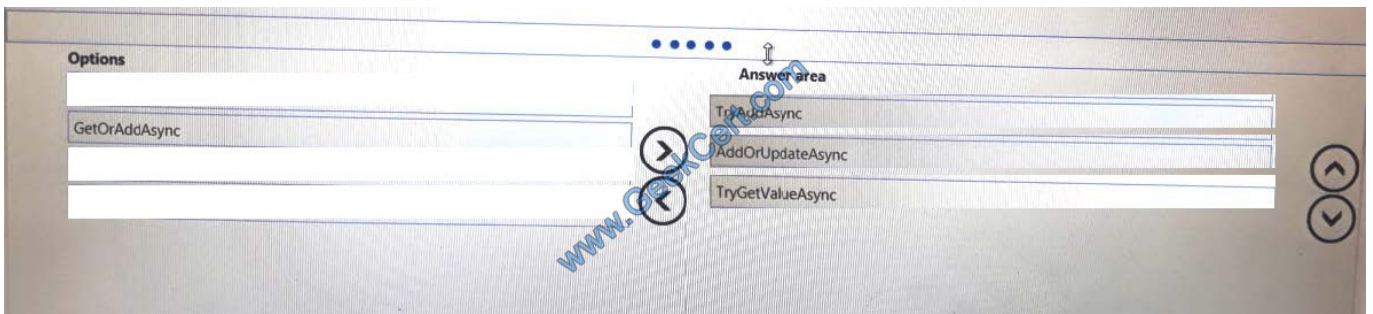 Options
GetOrAddAsync
Answer area
TryAddAsync
AddOrUpdateAsync
TryGetValueAsync
www.GeekCert.com